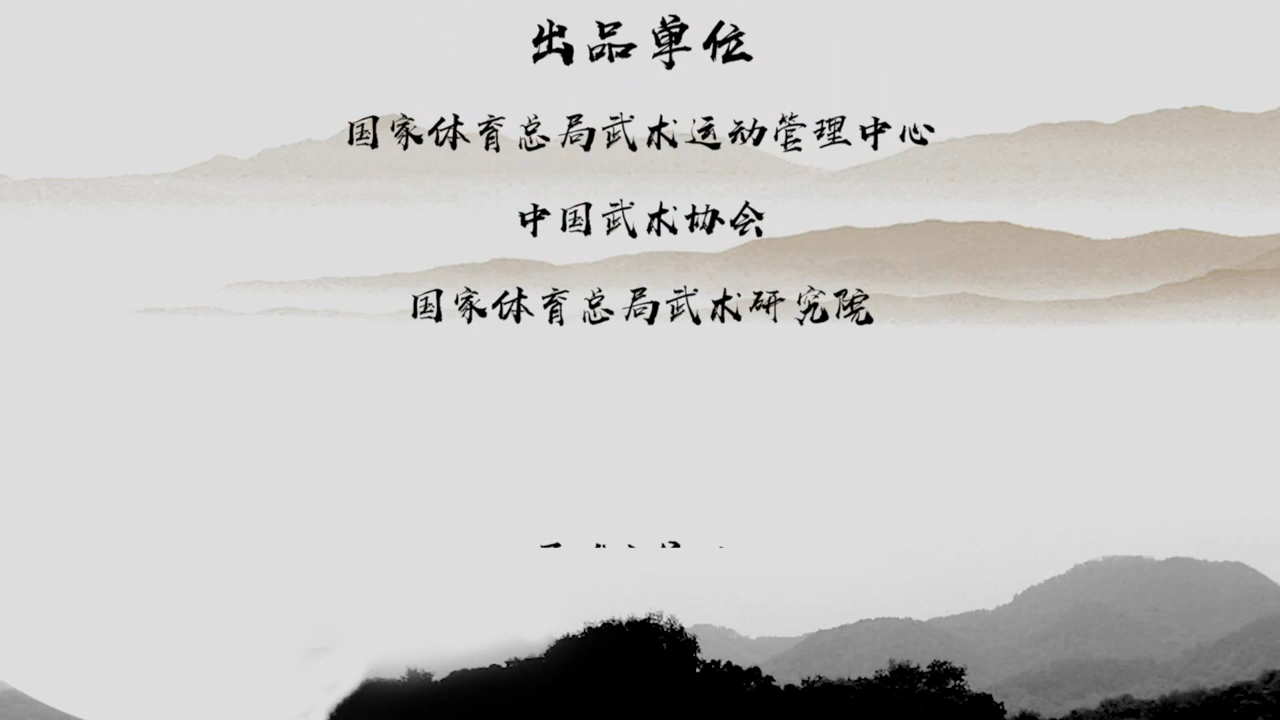 出品单位
国家体育总局武术运动管理中心
中国武术协会
国家体育总局武术研究院